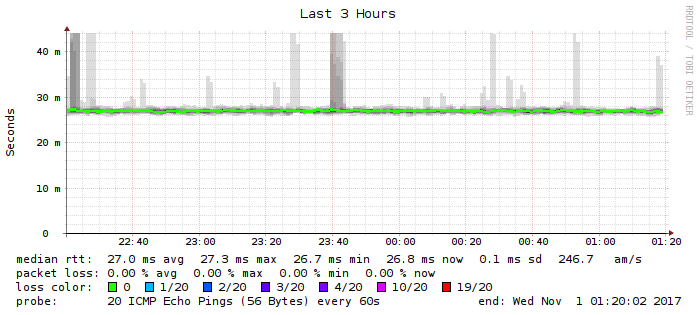 Last 3 Hours
RRDTOOL / TOBI OETIKER
Seconds
40 m
30 m
20 m
10 m
0
22:40 23:00 23:20 23:40 00:00 00:20 00:40 01:00 01:20
median rtt: 27.0 ms avg 27.3 ms max 26.7 ms min 26.8 ms now 0.1 ms sd 246.7 am/s
packet loss: 0.00 % avg 0.00 % max 0.00 % min 0.00 % now
loss color: 0 1/20 2/20 3/20 4/20 10/20 19/20
probe: 20 ICMP Echo Pings (56 Bytes) every 60s end: Wed Nov 1 01:20:02 2017